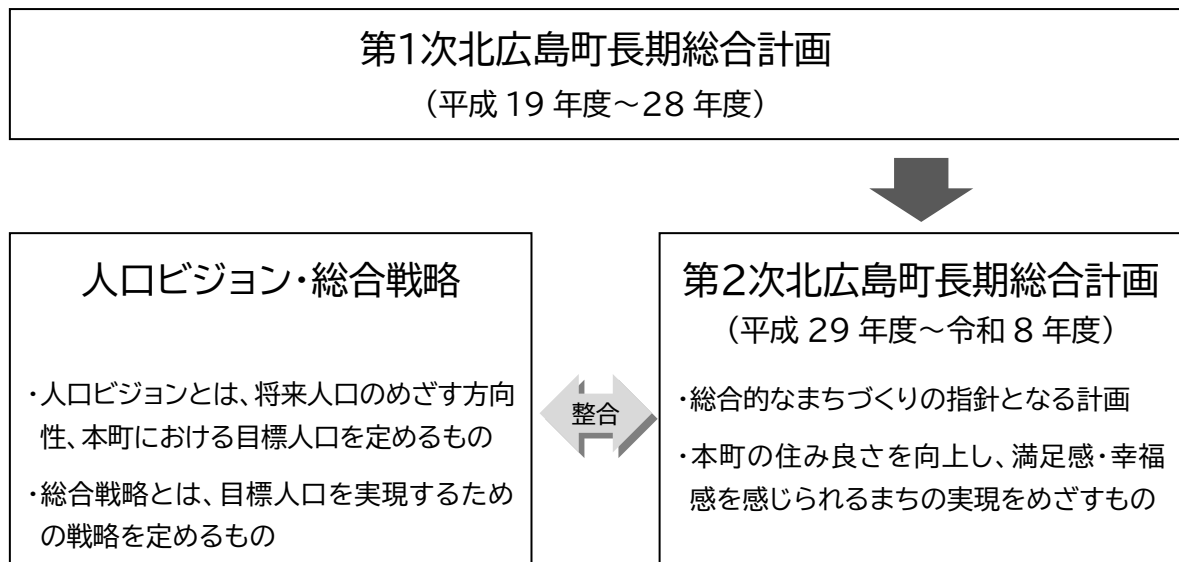 第1次北広島町長期総合計画
（平成 19 年度～28 年度）
人口ビジョン・総合戦略
・人口ビジョンとは、将来人口のめざす方向
性、本町における目標人口を定めるもの
・総合戦略とは、目標人口を実現するため
の戦略を定めるもの
整合
第2次北広島町長期総合計画
（平成 29 年度～令和 8 年度）
・総合的なまちづくりの指針となる計画
・本町の住み良さを向上し、満足感・幸福
感を感じられるまちの実現をめざすもの